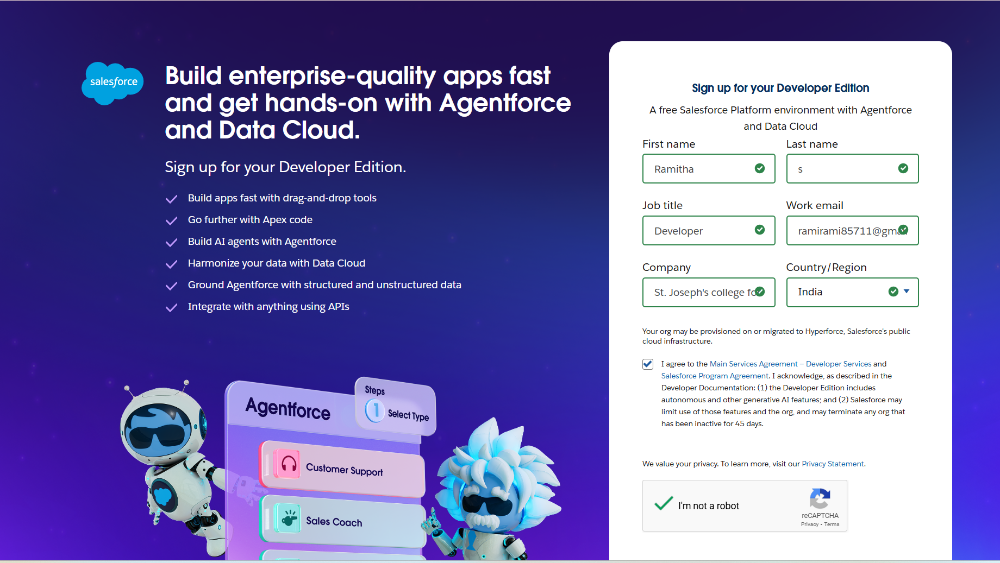 salesforce
Build enterprise-quality apps fast
and get hands-on with Agentforce
and Data Cloud.
Sign up for your Developer Edition.
Build apps fast with drag-and-drop tools
Go further with Apex code
Build AI agents with Agentforce
Harmonize your data with Data Cloud
Ground Agentforce with structured and unstructured data
Integrate with anything using APIs
Agentforce
Steps
1 Select Type
Customer Support
Sales Coach
Sign up for your Developer Edition
A free Salesforce Platform environment with Agentforce
and Data Cloud
First name
Last name
Ramitha
s
Job title
Work email
Developer
ramirami85711@gmai
Company
Country/Region
St. Joseph's college fo
India
Your org may be provisioned on or migrated to Hyperforce, Salesforce's public
cloud infrastructure.
I agree to the Main Services Agreement – Developer Services and
Salesforce Program Agreement. I acknowledge, as described in the
Developer Documentation: (1) the Developer Edition includes
autonomous and other generative AI features; and (2) Salesforce may
limit use of those features and the org, and may terminate any org that
has been inactive for 45 days.
We value your privacy. To learn more, visit our Privacy Statement.
I'm not a robot
reCAPTCHA
Privacy - Terms